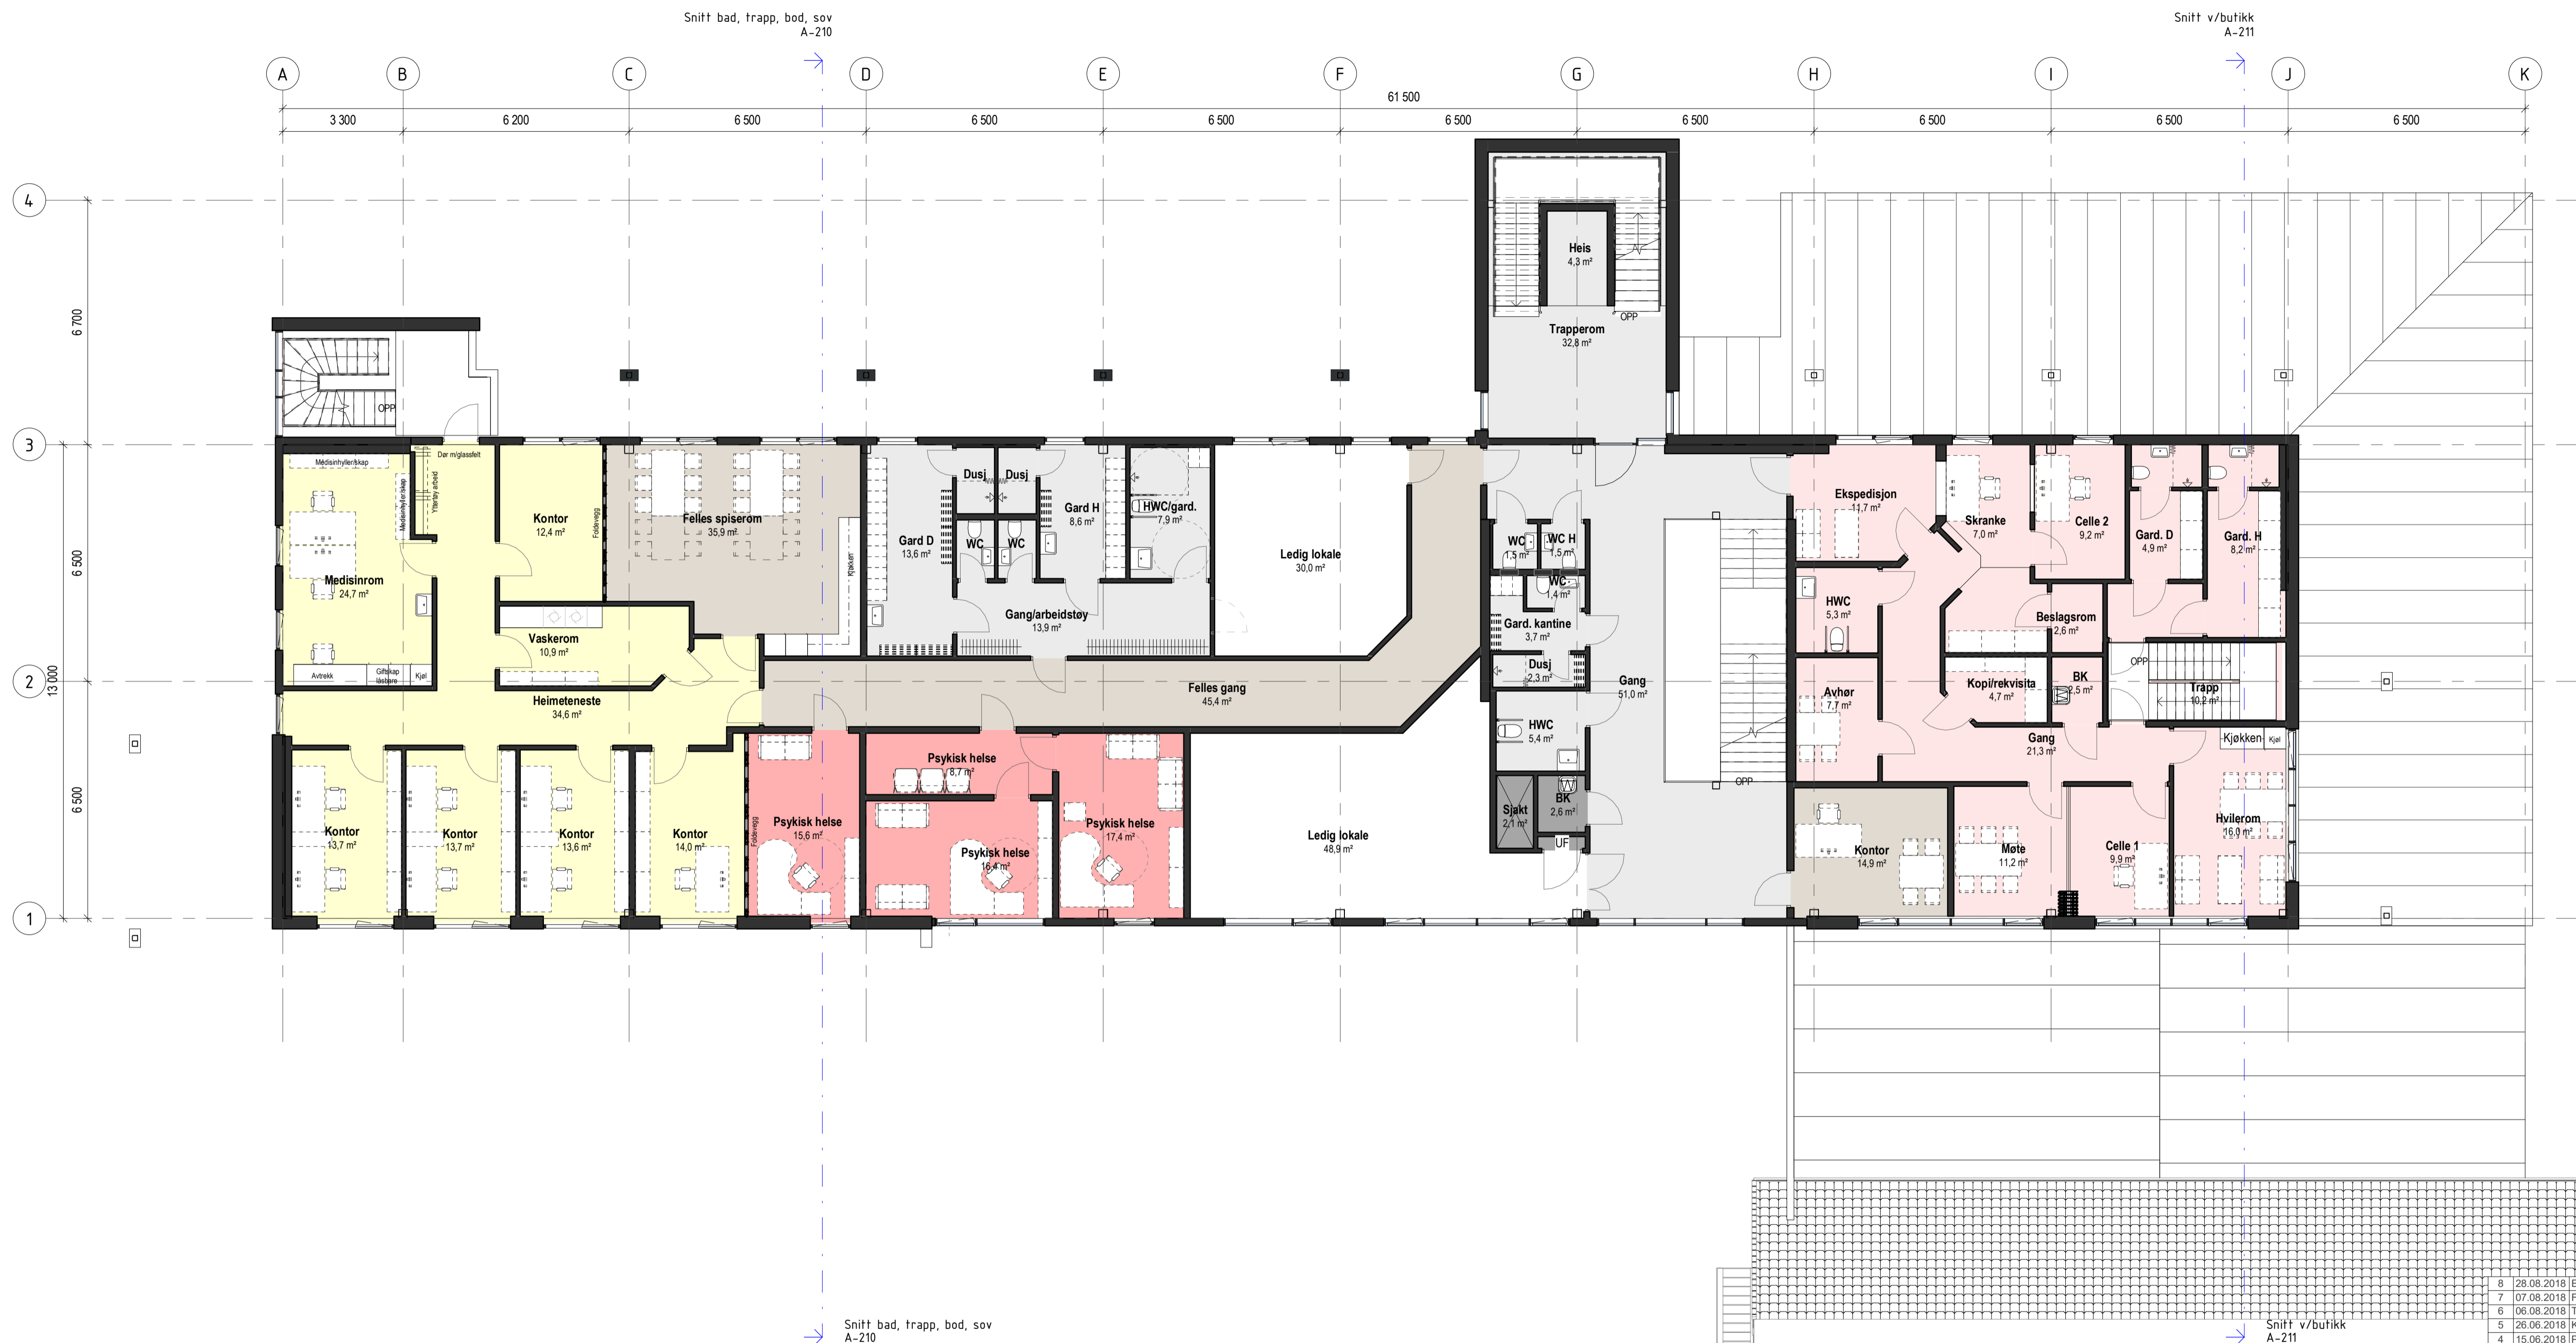 Snitt bad, trapp, bod, sov
A-210
Snitt v/butikk
A-211
A
B
C
D
E
F
G
H
I
J
K
61 500
3 300
6 200
6 500
6 500
6 500
6 500
6 500
6 500
6 500
6 500
4
3
2
1
6 700
6 500
13 000
6 500
Heis
4,3 m²
OPP
Trapperom
32,8 m²
OPP
Medisinhyller/skap
Medisinhyller/skap
Yttertøy arbeid
Dør m/glassfelt
Medisinrom
24,7 m²
Avtrekk
Giftskap
låsbare
Kjøl
Kontor
12,4 m²
Foldevegg
Felles spiserom
35,9 m²
Kjøkken
Vaskerom
10,9 m²
Heimeteneste
34,6 m²
Gard D
13,6 m²
Dusj
Dusj
WC
WC
Gard H
8,6 m²
HWC/gard.
7,9 m²
Gang/arbeidstøy
13,9 m²
Ledig lokale
30,0 m²
Felles gang
45,4 m²
WC
1,5 m²
WC H
1,5 m²
WC
1,4 m²
Gard. kantine
3,7 m²
Dusj
2,3 m²
HWC
5,4 m²
Gang
51,0 m²
OPP
Sjakt
2,1 m²
BK
2,6 m²
UF
Ekspedisjon
11,7 m²
Skranke
7,0 m²
Celle 2
9,2 m²
Gard. D
4,9 m²
Gard. H
8,2 m²
HWC
5,3 m²
Beslagsrom
2,6 m²
Avhør
7,7 m²
Kopi/rekvisita
4,7 m²
BK
2,5 m²
OPP
Trapp
10,2 m²
Gang
21,3 m²
Kjøkken
Kjøl
Hvilerom
16,0 m²
Kontor
13,7 m²
Kontor
13,7 m²
Kontor
13,6 m²
Kontor
14,0 m²
Foldevegg
Psykisk helse
15,6 m²
Psykisk helse
8,7 m²
Psykisk helse
16,4 m²
Psykisk helse
17,4 m²
Ledig lokale
48,9 m²
Kontor
14,9 m²
Møte
11,2 m²
Celle 1
9,9 m²
Snitt bad, trapp, bod, sov
A-210
Snitt v/butikk
A-211
8 28.08.2018
7 07.08.2018
6 06.08.2018
5 26.06.2018
4 15.06.2018